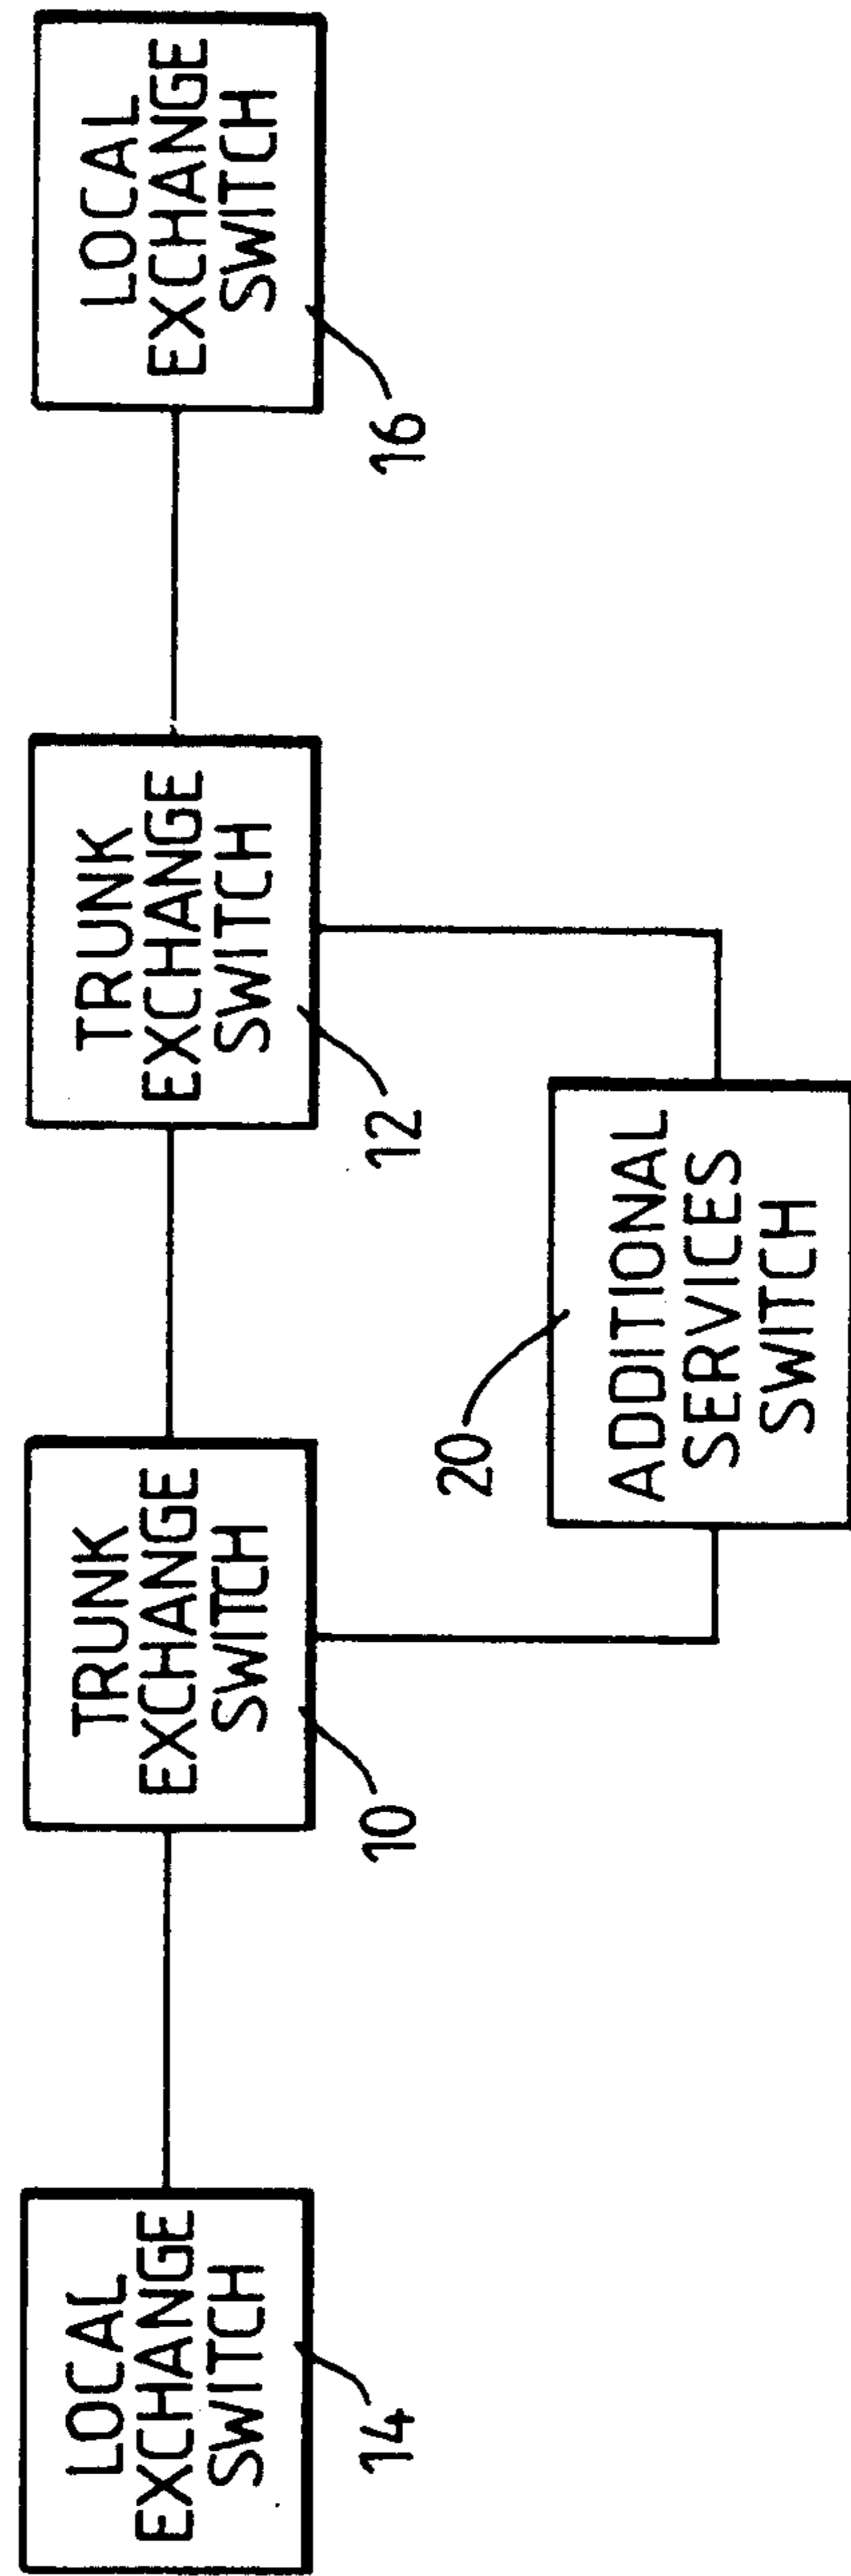 LOCAL
EXCHANGE
SWITCH
14
TRUNK
EXCHANGE
SWITCH
10
TRUNK
EXCHANGE
SWITCH
12
LOCAL
EXCHANGE
SWITCH
16
20
ADDITIONAL
SERVICES
SWITCH